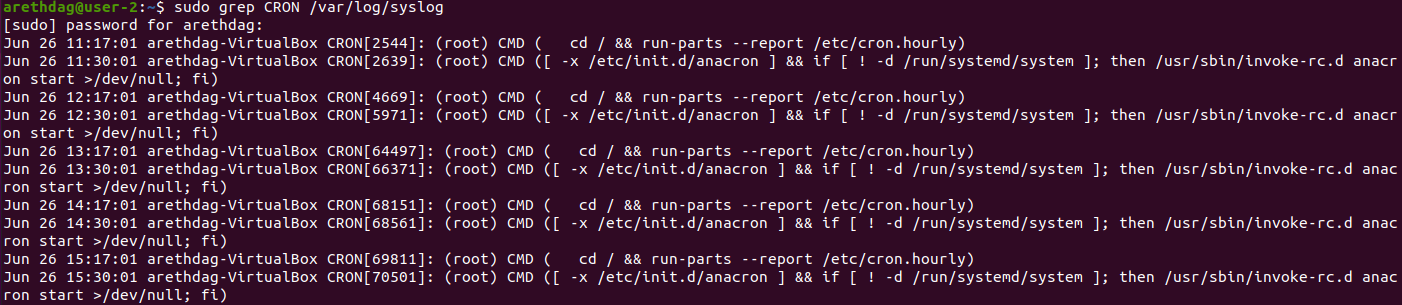 arethdag@user-2:~$ sudo grep CRON /var/log/syslog
[sudo] password for arethdag:
Jun 26 11:17:01 arethdag-VirtualBox CRON[2544]: (root) CMD (   cd / && run-parts --report /etc/cron.hourly)
Jun 26 11:30:01 arethdag-VirtualBox CRON[2639]: (root) CMD ([ -x /etc/init.d/anacron ] && if [ ! -d /run/systemd/system ]; then /usr/sbin/invoke-rc.d anacr
on start >/dev/null; fi)
Jun 26 12:17:01 arethdag-VirtualBox CRON[4669]: (root) CMD (   cd / && run-parts --report /etc/cron.hourly)
Jun 26 12:30:01 arethdag-VirtualBox CRON[5971]: (root) CMD ([ -x /etc/init.d/anacron ] && if [ ! -d /run/systemd/system ]; then /usr/sbin/invoke-rc.d anacr
on start >/dev/null; fi)
Jun 26 13:17:01 arethdag-VirtualBox CRON[64497]: (root) CMD (   cd / && run-parts --report /etc/cron.hourly)
Jun 26 13:30:01 arethdag-VirtualBox CRON[66371]: (root) CMD ([ -x /etc/init.d/anacron ] && if [ ! -d /run/systemd/system ]; then /usr/sbin/invoke-rc.d anac
ron start >/dev/null; fi)
Jun 26 14:17:01 arethdag-VirtualBox CRON[68151]: (root) CMD (   cd / && run-parts --report /etc/cron.hourly)
Jun 26 14:30:01 arethdag-VirtualBox CRON[68561]: (root) CMD ([ -x /etc/init.d/anacron ] && if [ ! -d /run/systemd/system ]; then /usr/sbin/invoke-rc.d anac
ron start >/dev/null; fi)
Jun 26 15:17:01 arethdag-VirtualBox CRON[69811]: (root) CMD (   cd / && run-parts --report /etc/cron.hourly)
Jun 26 15:30:01 arethdag-VirtualBox CRON[70501]: (root) CMD ([ -x /etc/init.d/anacron ] && if [ ! -d /run/systemd/system ]; then /usr/sbin/invoke-rc.d anac
ron start >/dev/null; fi)